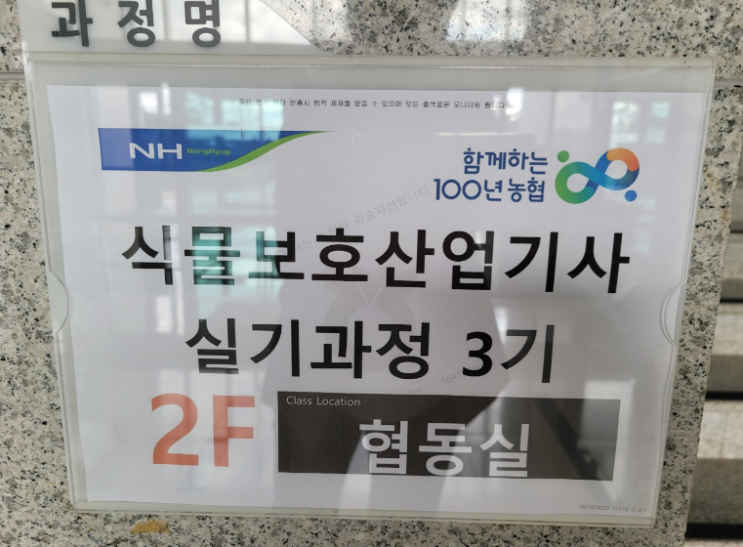 과정명
NH NongHyup
함께하는
100년 농협
식물보호산업기사
실기과정 3기
2F
Class Location
협동실